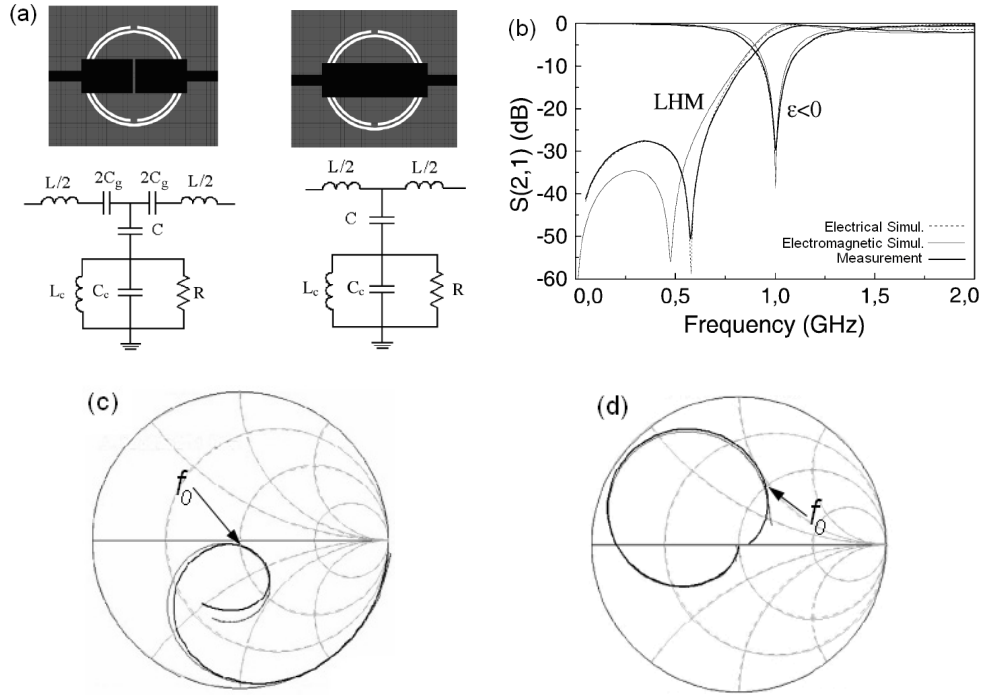 (a)
L/2 2Cg 2Cg L/2
C
Lc Cc R
L/2 L/2
C
Lc Cc R
(b)
S(2,1) (dB)
0
-10
-20
-30
-40
-50
-60
LHM
ε<0
Electrical Simul.
Electromagnetic Simul.
Measurement
0,0 0,5 1,0 1,5 2,0
Frequency (GHz)
(c)
f0
(d)
f0